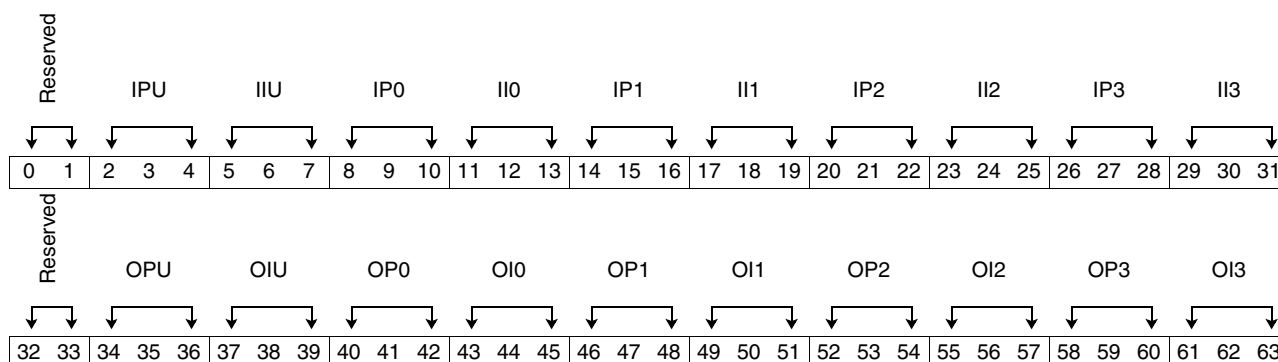 Reserved
IPU IIU IP0 II0 IP1 II1 IP2 II2 IP3 II3
0 1 2 3 4 5 6 7 8 9 10 11 12 13 14 15 16 17 18 19 20 21 22 23 24 25 26 27 28 29 30 31
Reserved
OPU OIU OP0 OI0 OP1 OI1 OP2 OI2 OP3 OI3
32 33 34 35 36 37 38 39 40 41 42 43 44 45 46 47 48 49 50 51 52 53 54 55 56 57 58 59 60 61 62 63